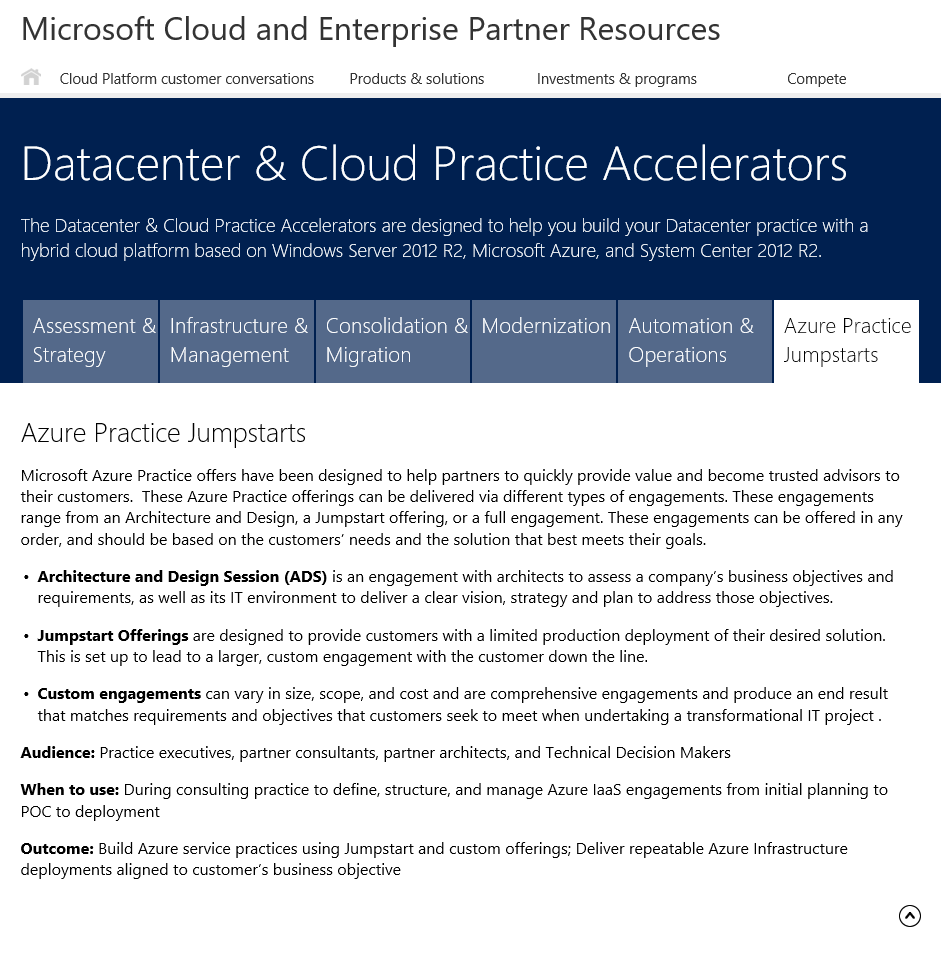 Microsoft Cloud and Enterprise Partner Resources
Cloud Platform customer conversations Products & solutions Investments & programs Compete
Datacenter & Cloud Practice Accelerators
The Datacenter & Cloud Practice Accelerators are designed to help you build your Datacenter practice with a
hybrid cloud platform based on Windows Server 2012 R2, Microsoft Azure, and System Center 2012 R2.
Assessment &
Strategy
Infrastructure &
Management
Consolidation &
Migration
Modernization
Automation &
Operations
Azure Practice
Jumpstarts
Azure Practice Jumpstarts
Microsoft Azure Practice offers have been designed to help partners to quickly provide value and become trusted advisors to
their customers.  These Azure Practice offerings can be delivered via different types of engagements. These engagements
range from an Architecture and Design, a Jumpstart offering, or a full engagement. These engagements can be offered in any
order, and should be based on the customers’ needs and the solution that best meets their goals.
• Architecture and Design Session (ADS) is an engagement with architects to assess a company’s business objectives and
requirements, as well as its IT environment to deliver a clear vision, strategy and plan to address those objectives.
• Jumpstart Offerings are designed to provide customers with a limited production deployment of their desired solution.
This is set up to lead to a larger, custom engagement with the customer down the line.
• Custom engagements can vary in size, scope, and cost and are comprehensive engagements and produce an end result
that matches requirements and objectives that customers seek to meet when undertaking a transformational IT project .
Audience: Practice executives, partner consultants, partner architects, and Technical Decision Makers
When to use: During consulting practice to define, structure, and manage Azure IaaS engagements from initial planning to
POC to deployment
Outcome: Build Azure service practices using Jumpstart and custom offerings; Deliver repeatable Azure Infrastructure
deployments aligned to customer’s business objective